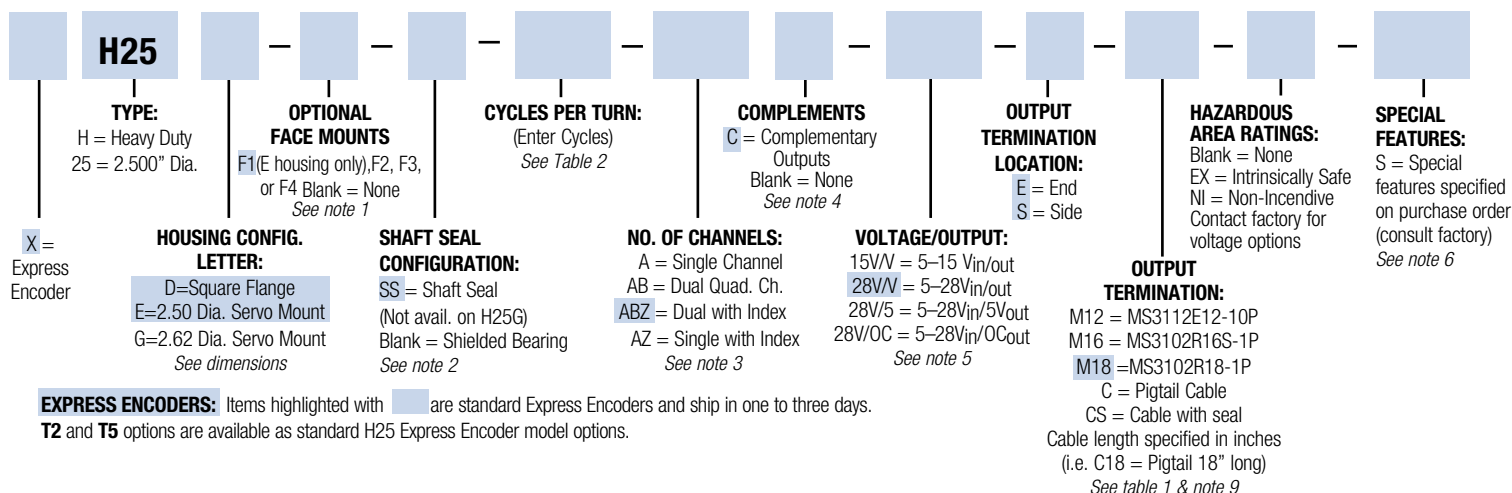 H25 – – – – – – – – – –
TYPE:
H = Heavy Duty
25 = 2.500” Dia.
OPTIONAL
FACE MOUNTS
F1(E housing only),F2, F3,
or F4 Blank = None
See note 1
CYCLES PER TURN:
(Enter Cycles)
See Table 2
COMPLEMENTS
C = Complementary
Outputs
Blank = None
See note 4
OUTPUT
TERMINATION
LOCATION:
E = End
S = Side
HAZARDOUS
AREA RATINGS:
Blank = None
EX = Intrinsically Safe
NI = Non-Incendive
Contact factory for
voltage options
SPECIAL
FEATURES:
S = Special
features specified
on purchase order
(consult factory)
See note 6
X =
Express
Encoder
HOUSING CONFIG.
LETTER:
D=Square Flange
E=2.50 Dia. Servo Mount
G=2.62 Dia. Servo Mount
See dimensions
SHAFT SEAL
CONFIGURATION:
SS = Shaft Seal
(Not avail. on H25G)
Blank = Shielded Bearing
See note 2
NO. OF CHANNELS:
A = Single Channel
AB = Dual Quad. Ch.
ABZ = Dual with Index
AZ = Single with Index
See note 3
VOLTAGE/OUTPUT:
15V/V = 5–15 Vin/out
28V/V = 5–28Vin/out
28V/5 = 5–28Vin/5Vout
28V/OC = 5–28Vin/OCout
See note 5
OUTPUT
TERMINATION:
M12 = MS3112E12-10P
M16 = MS3102R16S-1P
M18 =MS3102R18-1P
C = Pigtail Cable
CS = Cable with seal
Cable length specified in inches
(i.e. C18 = Pigtail 18” long)
See table 1 & note 9
EXPRESS ENCODERS: Items highlighted with are standard Express Encoders and ship in one to three days.
T2 and T5 options are available as standard H25 Express Encoder model options.